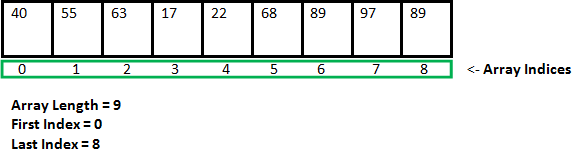 40 55 63 17 22 68 89 97 89
0 1 2 3 4 5 6 7 8 <- Array Indices
Array Length = 9
First Index = 0
Last Index = 8